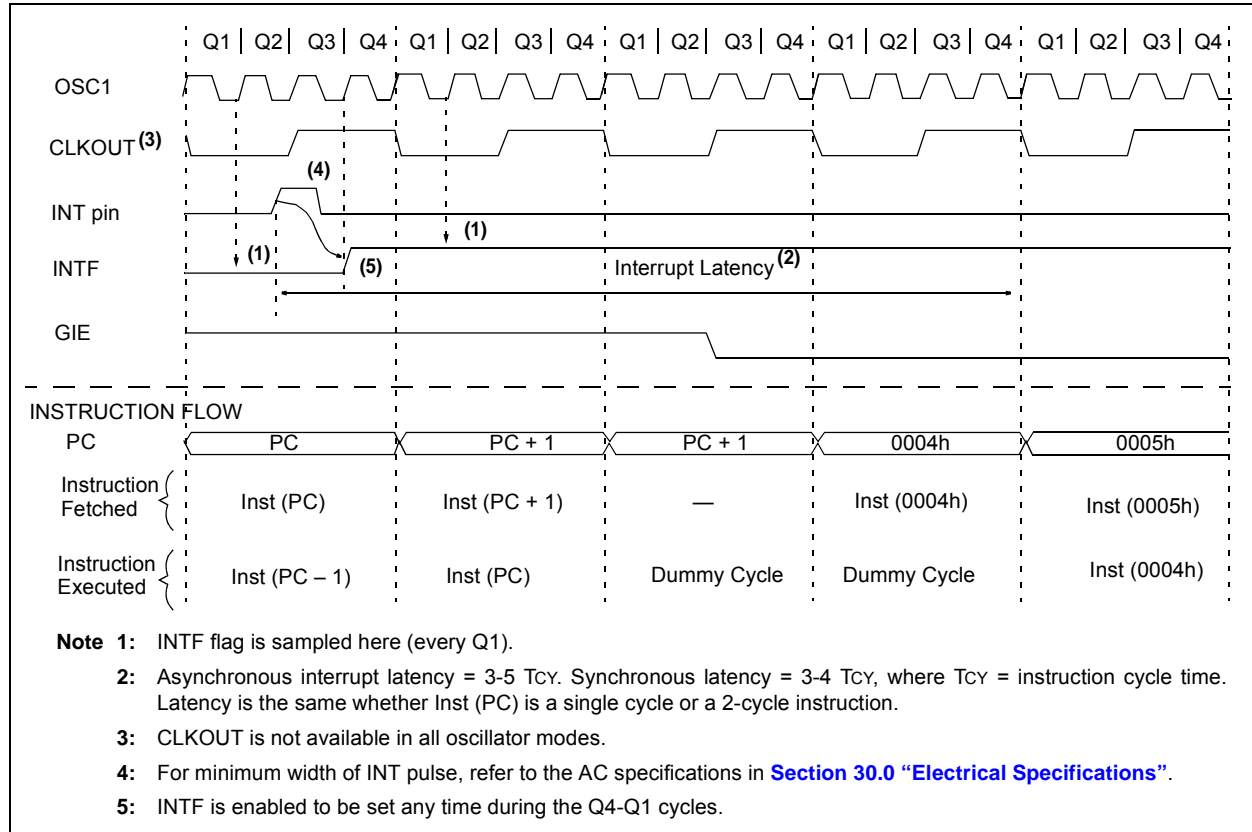 Q1 Q2 Q3 Q4 Q1 Q2 Q3 Q4 Q1 Q2 Q3 Q4 Q1 Q2 Q3 Q4 Q1 Q2 Q3 Q4
OSC1
CLKOUT(3)
(4)
INT pin
(1)
(1)
INTF
(5)
Interrupt Latency(2)
GIE
INSTRUCTION FLOW
PC PC PC + 1 PC + 1 0004h 0005h
Instruction
Fetched
Inst (PC) Inst (PC + 1) — Inst (0004h) Inst (0005h)
Instruction
Executed
Inst (PC – 1) Inst (PC) Dummy Cycle Dummy Cycle Inst (0004h)
Note 1: INTF flag is sampled here (every Q1).
2: Asynchronous interrupt latency = 3-5 TCY. Synchronous latency = 3-4 TCY, where TCY = instruction cycle time.
Latency is the same whether Inst (PC) is a single cycle or a 2-cycle instruction.
3: CLKOUT is not available in all oscillator modes.
4: For minimum width of INT pulse, refer to the AC specifications in Section 30.0 “Electrical Specifications”.
5: INTF is enabled to be set any time during the Q4-Q1 cycles.